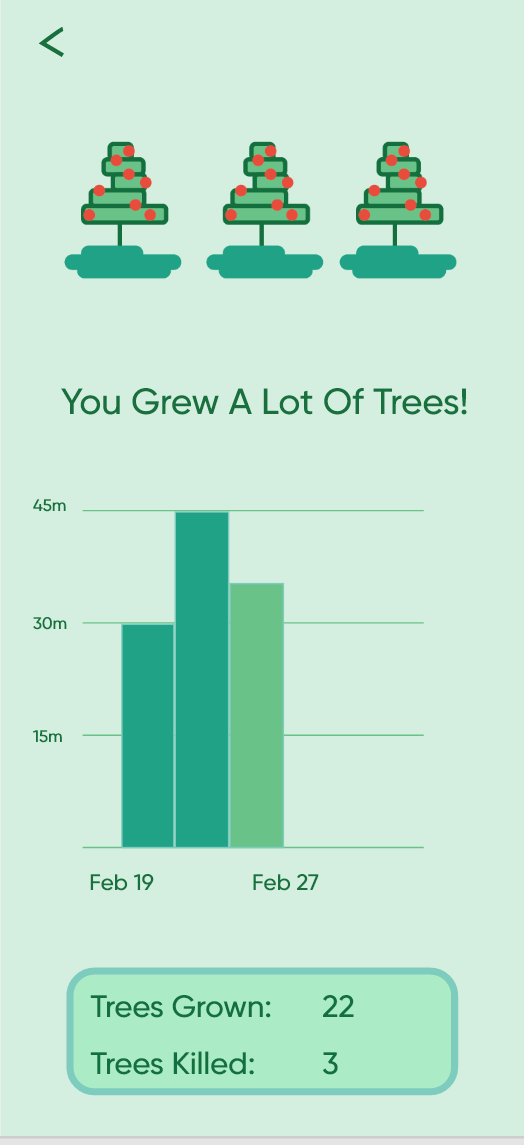 You Grew A Lot Of Trees!
45m
30m
15m
Feb 19 Feb 27
Trees Grown: 22
Trees Killed: 3